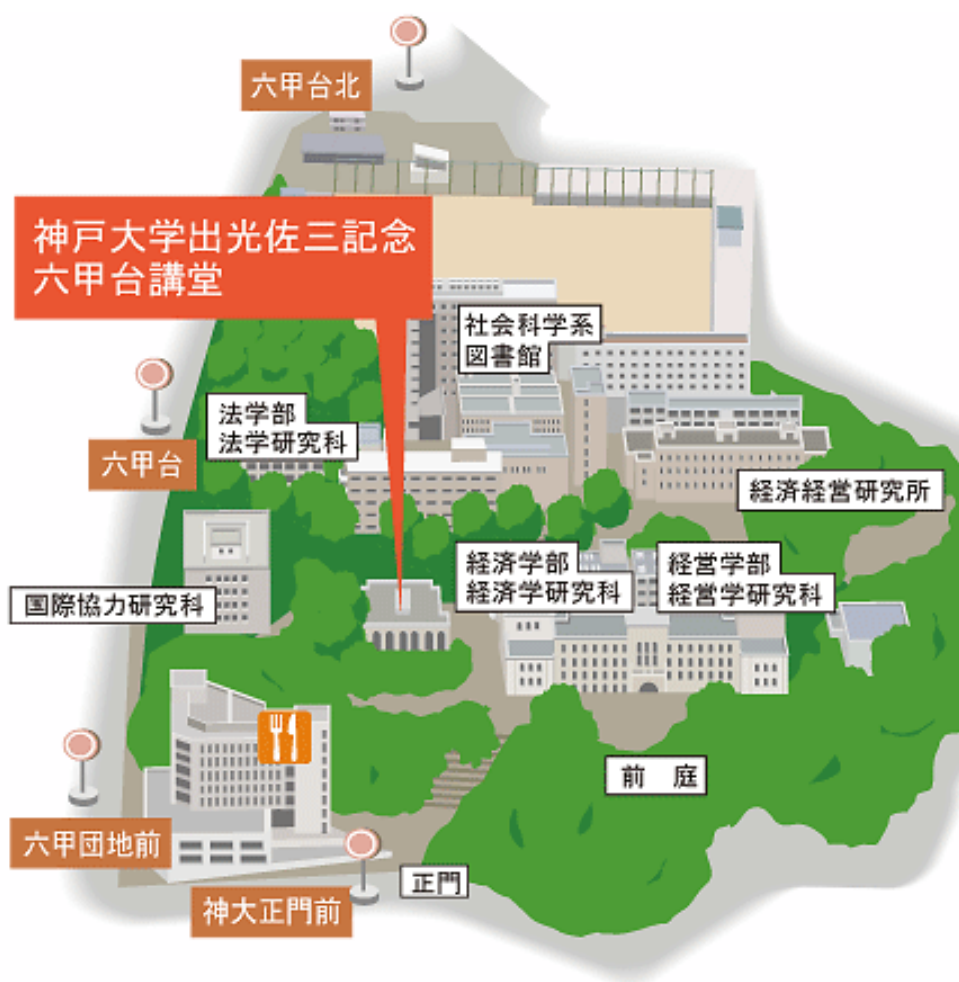 六甲台北
神戸大学出光佐三記念
六甲台講堂
社会科学系
図書館
法学部
法学研究科
六甲台
経済経営研究所
経済学部
経済学研究科
経営学部
経営学研究科
国際協力研究科
前 庭
六甲団地前
正門
神大正門前